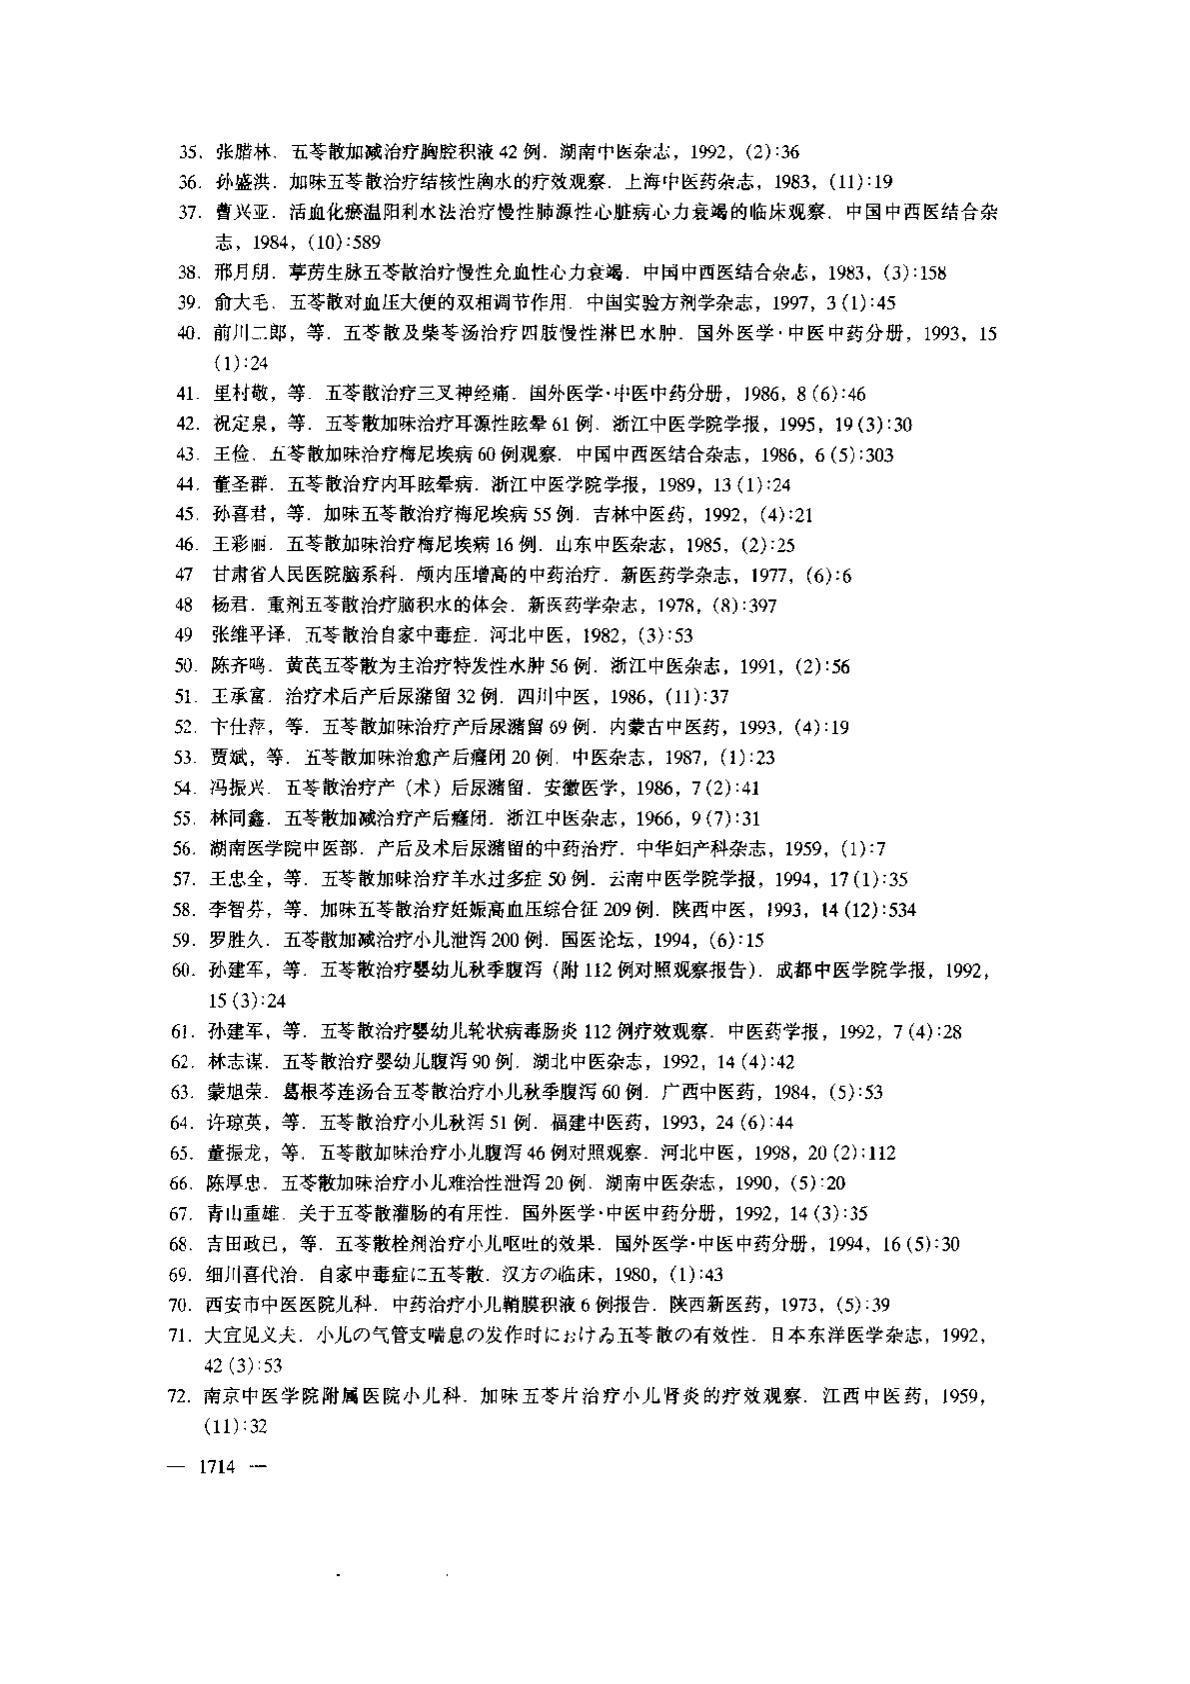 35. 张腊林. 五苓散加减治疗胸腔积液 42 例. 湖南中医杂志, 1992, (2):36
36. 孙盛洪. 加味五苓散治疗结核性胸水的疗效观察. 上海中医药杂志, 1983, (11):19
37. 曹兴亚. 活血化瘀温阳利水法治疗慢性肺源性心脏病心力衰竭的临床观察. 中国中西医结合杂
志, 1984, (10):589
38. 邢月朋. 葶苈生脉五苓散治疗慢性充血性心力衰竭. 中国中西医结合杂志, 1983, (3):158
39. 俞大毛. 五苓散对血压大便的双相调节作用. 中国实验方剂学杂志, 1997, 3 (1):45
40. 前川二郎, 等. 五苓散及柴苓汤治疗四肢慢性淋巴水肿. 国外医学·中医中药分册, 1993, 15
(1):24
41. 里村敬, 等. 五苓散治疗三叉神经痛. 国外医学·中医中药分册, 1986, 8 (6):46
42. 祝定泉, 等. 五苓散加味治疗耳源性眩晕 61 例. 浙江中医学院学报, 1995, 19 (3):30
43. 王俭. 五苓散加味治疗梅尼埃病 60 例观察. 中国中西医结合杂志, 1986, 6 (5):303
44. 董圣群. 五苓散治疗内耳眩晕病. 浙江中医学院学报, 1989, 13 (1):24
45. 孙喜君, 等. 加味五苓散治疗梅尼埃病 55 例. 吉林中医药, 1992, (4):21
46. 王彩丽. 五苓散加味治疗梅尼埃病 16 例. 山东中医杂志, 1985, (2):25
47 甘肃省人民医院脑系科. 颅内压增高的中药治疗. 新医药学杂志, 1977, (6):6
48 杨君. 重剂五苓散治疗脑积水的体会. 新医药学杂志, 1978, (8):397
49 张维平译. 五苓散治自家中毒症. 河北中医, 1982, (3):53
50. 陈齐鸣. 黄芪五苓散为主治疗特发性水肿 56 例. 浙江中医杂志, 1991, (2):56
51. 王承富. 治疗术后产后尿潴留 32 例. 四川中医, 1986, (11):37
52. 卞仕萍, 等. 五苓散加味治疗产后尿潴留 69 例. 内蒙古中医药, 1993, (4):19
53. 贾斌, 等. 五苓散加味治愈产后癃闭 20 例. 中医杂志, 1987, (1):23
54. 冯振兴. 五苓散治疗产（术）后尿潴留. 安徽医学, 1986, 7 (2):41
55. 林同鑫. 五苓散加减治疗产后癃闭. 浙江中医杂志, 1966, 9 (7):31
56. 湖南医学院中医部. 产后及术后尿潴留的中药治疗. 中华妇产科杂志, 1959, (1):7
57. 王忠全, 等. 五苓散加味治疗羊水过多症 50 例. 云南中医学院学报, 1994, 17 (1):35
58. 李智芬, 等. 加味五苓散治疗妊娠高血压综合征 209 例. 陕西中医, 1993, 14 (12):534
59. 罗胜久. 五苓散加减治疗小儿泄泻 200 例. 国医论坛, 1994, (6):15
60. 孙建军, 等. 五苓散治疗婴幼儿秋季腹泻（附 112 例对照观察报告）. 成都中医学院学报, 1992,
15 (3):24
61. 孙建军, 等. 五苓散治疗婴幼儿轮状病毒肠炎 112 例疗效观察. 中医药学报, 1992, 7 (4):28
62. 林志谋. 五苓散治疗婴幼儿腹泻 90 例. 湖北中医杂志, 1992, 14 (4):42
63. 蒙旭荣. 葛根芩连汤合五苓散治疗小儿秋季腹泻 60 例. 广西中医药, 1984, (5):53
64. 许琼英, 等. 五苓散治疗小儿秋泻 51 例. 福建中医药, 1993, 24 (6):44
65. 董振龙, 等. 五苓散加味治疗小儿腹泻 46 例对照观察. 河北中医, 1998, 20 (2):112
66. 陈厚忠. 五苓散加味治疗小儿难治性泄泻 20 例. 湖南中医杂志, 1990, (5):20
67. 青山重雄. 关于五苓散灌肠的有用性. 国外医学·中医中药分册, 1992, 14 (3):35
68. 吉田政已, 等. 五苓散栓剂治疗小儿呕吐的效果. 国外医学·中医中药分册, 1994, 16 (5):30
69. 细川喜代治. 自家中毒症に五苓散. 汉方の临床, 1980, (1):43
70. 西安市中医医院儿科. 中药治疗小儿鞘膜积液 6 例报告. 陕西新医药, 1973, (5):39
71. 大宜见义夫. 小儿の气管支喘息の发作时における五苓散の有效性. 日本东洋医学杂志, 1992,
42 (3):53
72. 南京中医学院附属医院小儿科. 加味五苓片治疗小儿肾炎的疗效观察. 江西中医药, 1959,
(11):32
— 1714 —